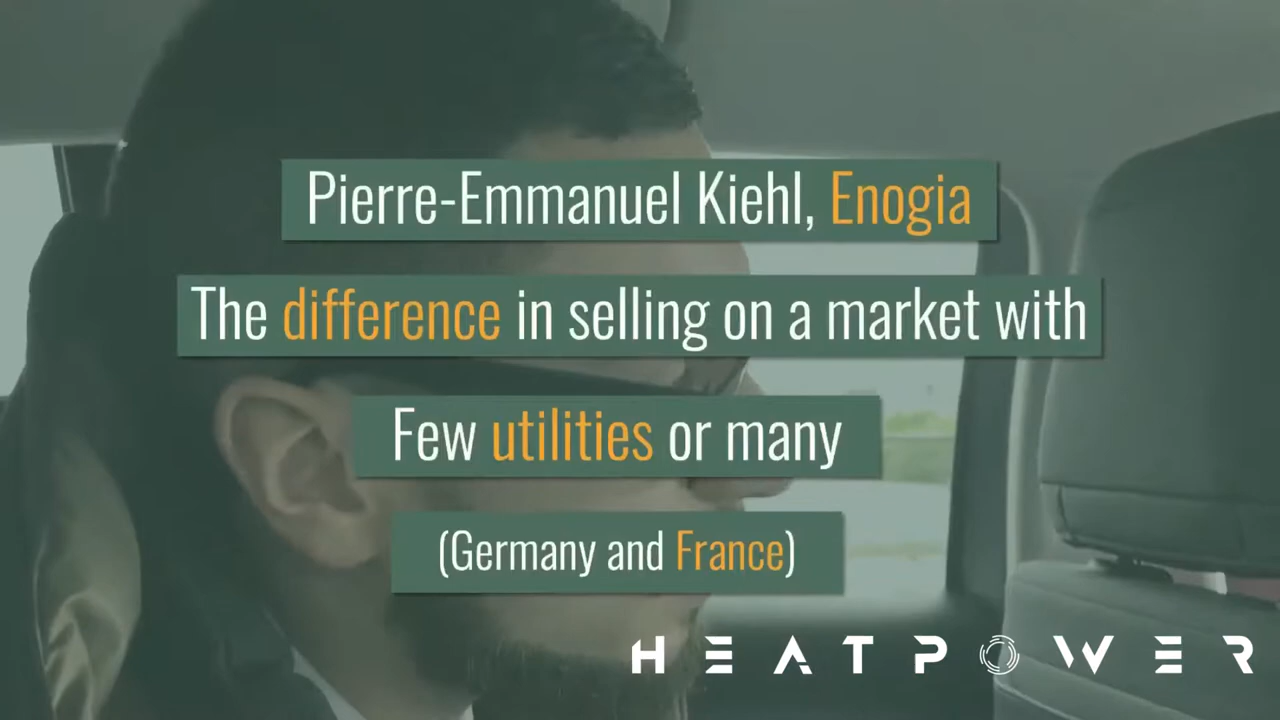 Pierre-Emmanuel Kiehl, Enogia
The difference in selling on a market with
Few utilities or many
(Germany and France)
HEATPOWER